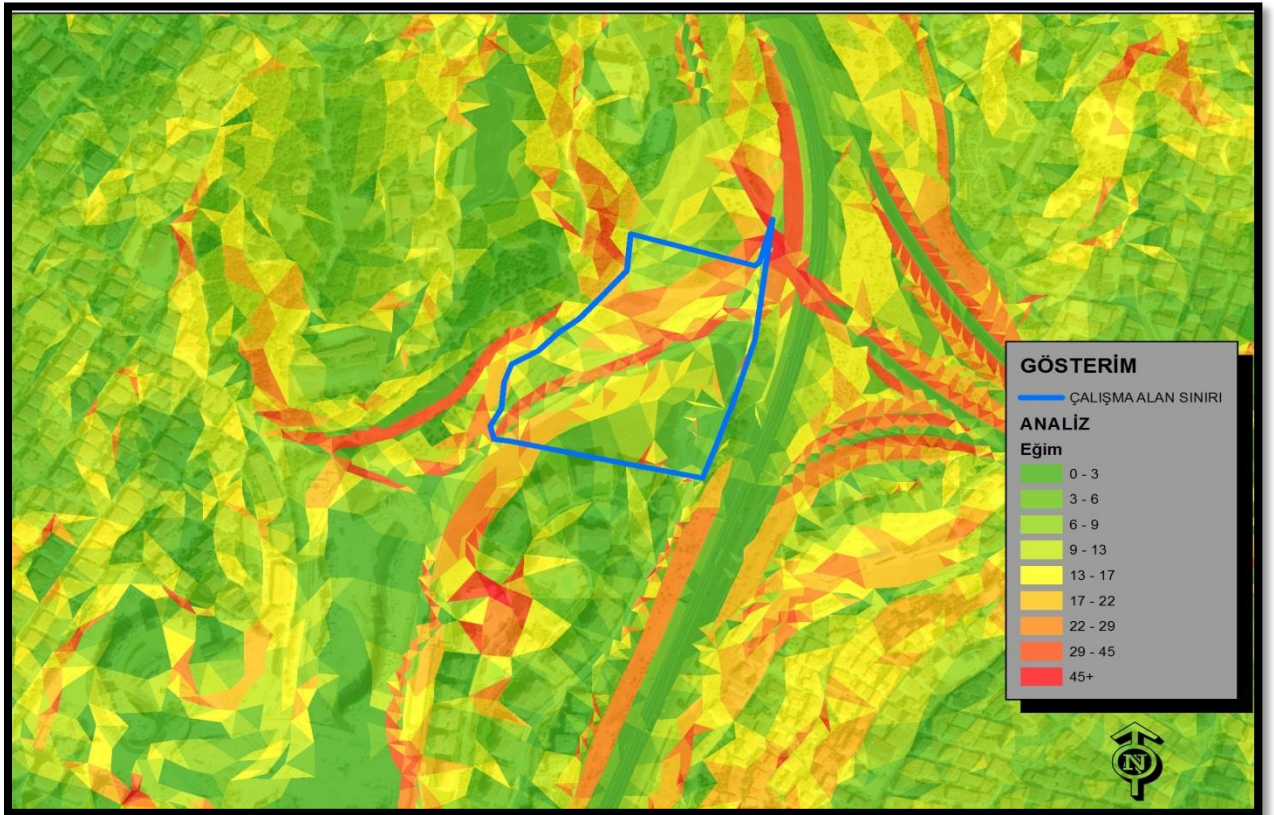 GÖSTERİM
ÇALIŞMA ALAN SINIRI
ANALİZ
Eğim
0 - 3
3 - 6
6 - 9
9 - 13
13 - 17
17 - 22
22 - 29
29 - 45
45+
N